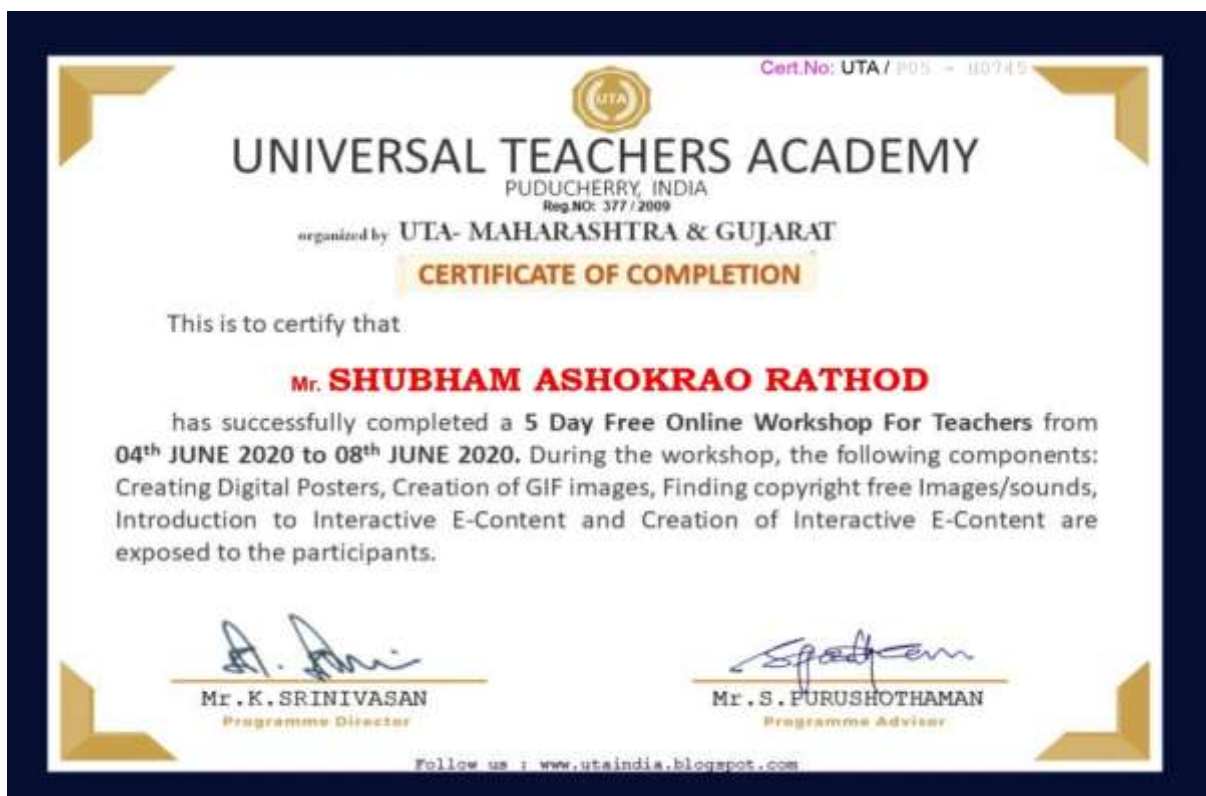 Cert.No: UTA / P05 - H0745
UTA
UNIVERSAL TEACHERS ACADEMY
PUDUCHERRY, INDIA
Reg.NO: 377 / 2009
organized by UTA- MAHARASHTRA & GUJARAT
CERTIFICATE OF COMPLETION
This is to certify that
Mr. SHUBHAM ASHOKRAO RATHOD
has successfully completed a 5 Day Free Online Workshop For Teachers from
04th JUNE 2020 to 08th JUNE 2020. During the workshop, the following components:
Creating Digital Posters, Creation of GIF images, Finding copyright free Images/sounds,
Introduction to Interactive E-Content and Creation of Interactive E-Content are
exposed to the participants.
Mr.K.SRINIVASAN
Programme Director
Mr.S.PURUSHOTHAMAN
Programme Advisor
Follow us : www.utaindia.blogspot.com